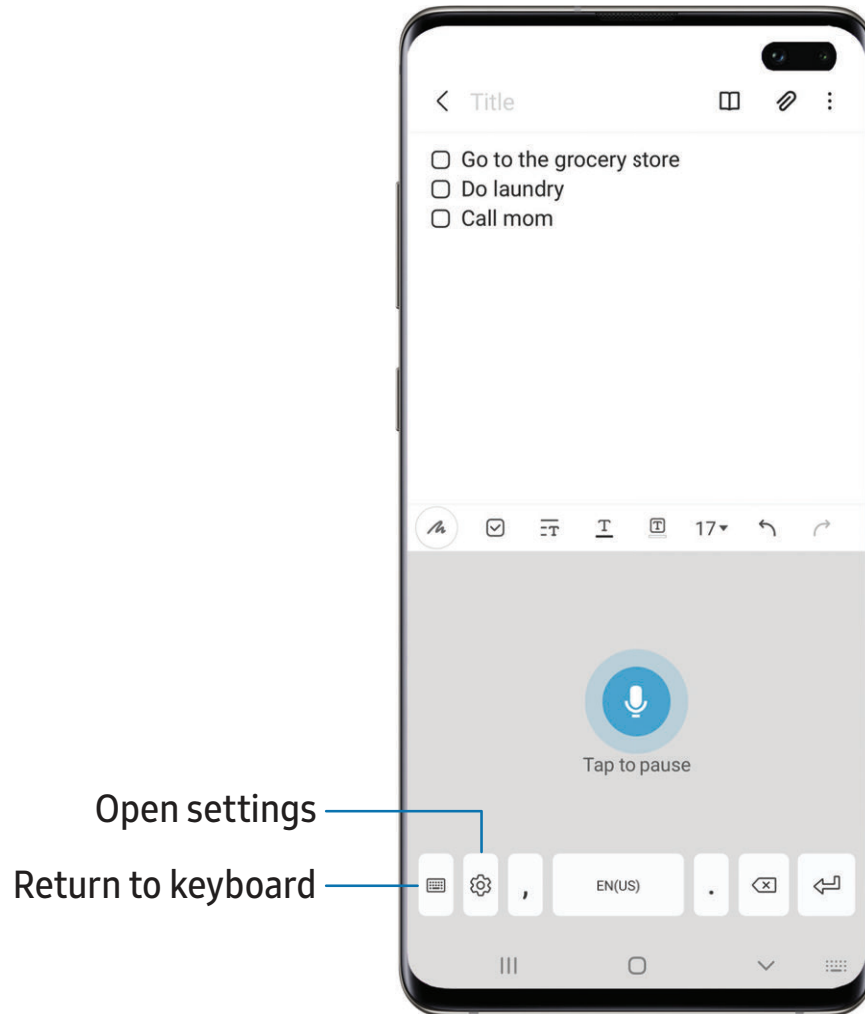 Title
Go to the grocery store
Do laundry
Call mom
17
Tap to pause
Open settings
Return to keyboard
, EN(US) .